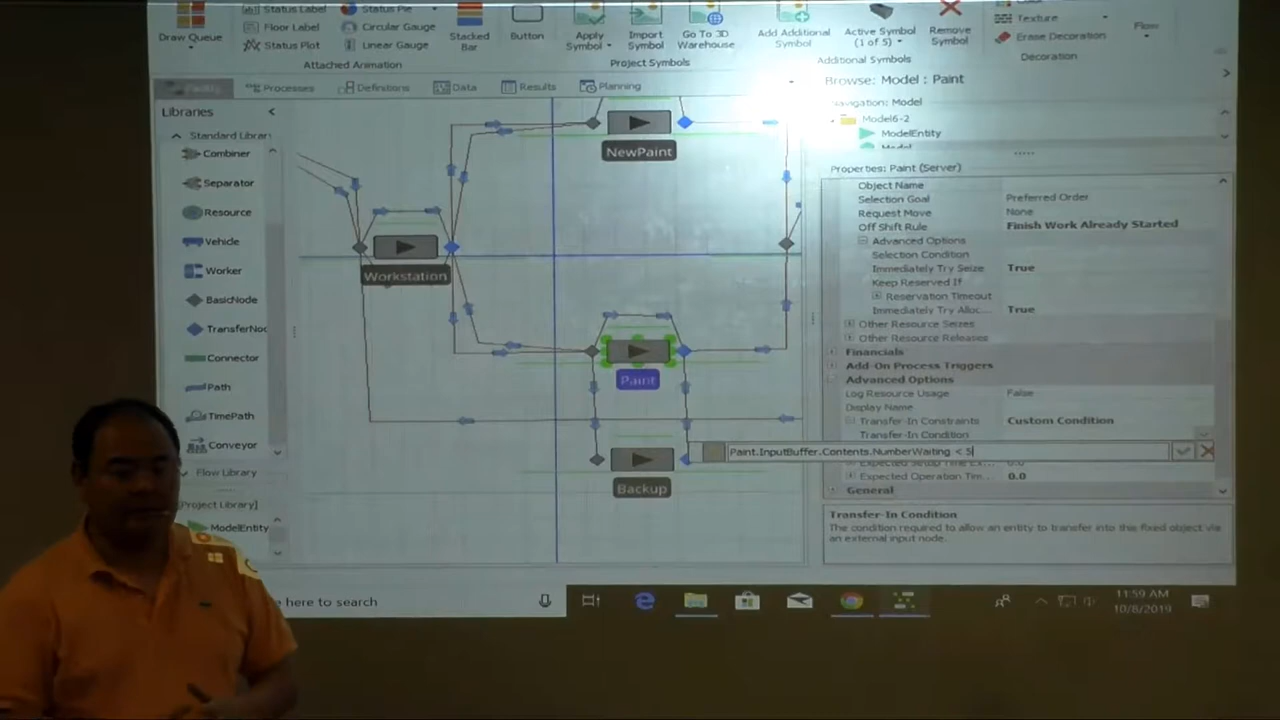 Status Label
Status Pie
Floor Label
Circular Gauge
Draw Queue
Status Plot
Linear Gauge
Stacked Bar
Button
Attached Animation
Apply Symbol
Import Symbol
Go To 3D Warehouse
Project Symbols
Add Additional Symbol
Active Symbol (1 of 5)
Remove Symbol
Additional Symbols
Texture
Erase Decoration
Decoration
Flow
Processes
Definitions
Data
Results
Planning
Libraries
Standard Librar
Combiner
Separator
Resource
Vehicle
Worker
BasicNode
TransferNod
Connector
Path
TimePath
Conveyor
Flow Library
Project Library]
ModelEntity
NewPaint
Workstation
Paint
Backup
Browse: Model : Paint
Navigation: Model
Model6-2
ModelEntity
Properties: Paint (Server)
Object Name
Selection Goal Preferred Order
Request Move None
Off Shift Rule Finish Work Already Started
Advanced Options
Selection Condition
Immediately Try Seize True
Keep Reserved If
Reservation Timeout
Immediately Try Alloc... True
Other Resource Seizes
Other Resource Releases
Financials
Add-On Process Triggers
Advanced Options
Log Resource Usage False
Display Name
Transfer-In Constraints Custom Condition
Transfer-In Condition
Paint.InputBuffer.Contents.NumberWaiting < 5
Expected Operation Tim... 0.0
General
Transfer-In Condition
The condition required to allow an entity to transfer into this fixed object via
an external input node.
here to search
11:59 AM
10/8/2019